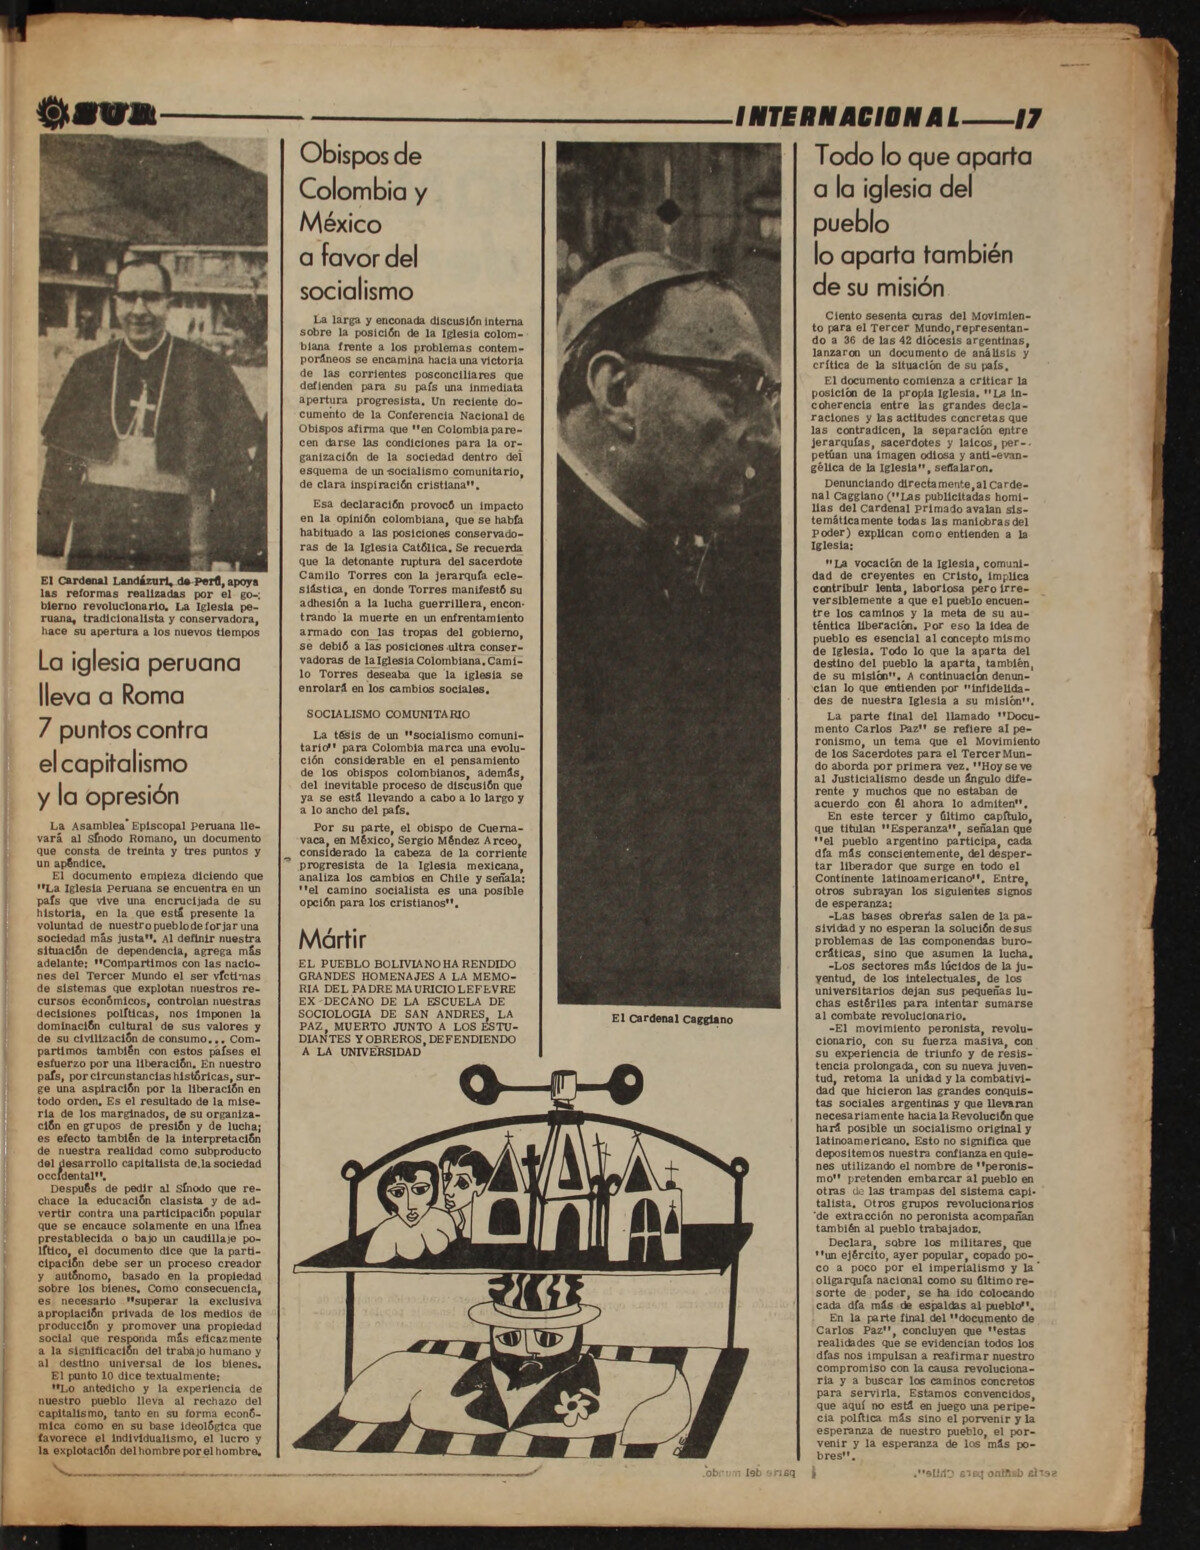 SUR
INTERNACIONAL 17
El Cardenal Landázuri, de Perú, apoya
las reformas realizadas por el go-
bierno revolucionario. La Iglesia pe-
ruana, tradicionalista y conservadora,
hace su apertura a los nuevos tiempos
La iglesia peruana
lleva a Roma
7 puntos contra
el capitalismo
y la opresión
La Asamblea Episcopal Peruana lle-
vará al Sínodo Romano, un documento
que consta de treinta y tres puntos y
un apéndice.
El documento empieza diciendo que
"La Iglesia Peruana se encuentra en un
país que vive una encrucijada de su
historia, en la que está presente la
voluntad de nuestro pueblo de forjar una
sociedad más justa". Al definir nuestra
situación de dependencia, agrega más
adelante: "Compartimos con las nacio-
nes del Tercer Mundo el ser víctimas
de sistemas que explotan nuestros re-
cursos económicos, controlan nuestras
decisiones políticas, nos imponen la
dominación cultural de sus valores y
de su civilización de consumo... Com-
partimos también con estos países el
esfuerzo por una liberación. En nuestro
país, por circunstancias históricas, sur-
ge una aspiración por la liberación en
todo orden. Es el resultado de la mise-
ria de los marginados, de su organiza-
ción en grupos de presión y de lucha;
es efecto también de la interpretación
de nuestra realidad como subproducto
del desarrollo capitalista de la sociedad
occidental".
Después de pedir al Sínodo que re-
chace la educación clasista y de ad-
vertir contra una participación popular
que se encauce solamente en una línea
prestablecida o bajo un caudillaje po-
lítico, el documento dice que la parti-
cipación debe ser un proceso creador
y autónomo, basado en la propiedad
sobre los bienes. Como consecuencia,
es necesario "superar la exclusiva
apropiación privada de los medios de
producción y promover una propiedad
social que responda más eficazmente
a la significación del trabajo humano y
al destino universal de los bienes.
El punto 10 dice textualmente:
"Lo antedicho y la experiencia de
nuestro pueblo lleva al rechazo del
capitalismo, tanto en su forma econó-
mica como en su base ideológica que
favorece el individualismo, el lucro y
la explotación del hombre por el hombre.
Obispos de
Colombia y
México
a favor del
socialismo
La larga y enconada discusión interna
sobre la posición de la Iglesia colom-
biana frente a los problemas contem-
poráneos se encamina hacia una victoria
de las corrientes posconciliares que
defienden para su país una inmediata
apertura progresista. Un reciente do-
cumento de la Conferencia Nacional de
Obispos afirma que "en Colombia pare-
cen darse las condiciones para la or-
ganización de la sociedad dentro del
esquema de un socialismo comunitario,
de clara inspiración cristiana".
Esa declaración provocó un impacto
en la opinión colombiana, que se había
habituado a las posiciones conservado-
ras de la Iglesia Católica. Se recuerda
que la detonante ruptura del sacerdote
Camilo Torres con la jerarquía ecle-
siástica, en donde Torres manifestó su
adhesión a la lucha guerrillera, encon-
trando la muerte en un enfrentamiento
armado con las tropas del gobierno,
se debió a las posiciones ultra conser-
vadoras de la Iglesia Colombiana. Cami-
lo Torres deseaba que la iglesia se
enrolará en los cambios sociales.
SOCIALISMO COMUNITARIO
La tésis de un "socialismo comuni-
tario" para Colombia marca una evolu-
ción considerable en el pensamiento
de los obispos colombianos, además,
del inevitable proceso de discusión que
ya se está llevando a cabo a lo largo y
a lo ancho del país.
Por su parte, el obispo de Cuerna-
vaca, en México, Sergio Méndez Arceo,
considerado la cabeza de la corriente
progresista de la Iglesia mexicana,
analiza los cambios en Chile y señala:
"el camino socialista es una posible
opción para los cristianos".
Mártir
EL PUEBLO BOLIVIANO HA RENDIDO
GRANDES HOMENAJES A LA MEMO-
RIA DEL PADRE MAURICIO LEFEVRE
EX-DECANO DE LA ESCUELA DE
SOCIOLOGIA DE SAN ANDRES, LA
PAZ, MUERTO JUNTO A LOS ESTU-
DIANTES Y OBREROS, DEFENDIENDO
A LA UNIVERSIDAD
El Cardenal Caggiano
Todo lo que aparta
a la iglesia del
pueblo
lo aparta también
de su misión
Ciento sesenta curas del Movimien-
to para el Tercer Mundo, representan-
do a 36 de las 42 diócesis argentinas,
lanzaron un documento de análisis y
crítica de la situación de su país.
El documento comienza a criticar la
posición de la propia Iglesia. "La in-
coherencia entre las grandes decla-
raciones y las actitudes concretas que
las contradicen, la separación entre
jerarquías, sacerdotes y laicos, per-
petúan una imagen odiosa y anti-evan-
gélica de la Iglesia", señalaron.
Denunciando directamente, al Carde-
nal Caggiano ("Las publicitadas homi-
lías del Cardenal Primado avalan sis-
temáticamente todas las maniobras del
Poder) explican como entienden a la
Iglesia:
"La vocación de la Iglesia, comuni-
dad de creyentes en Cristo, implica
contribuir lenta, laboriosa pero irre-
versiblemente a que el pueblo encuen-
tre los caminos y la meta de su au-
téntica liberación. Por eso la idea de
pueblo es esencial al concepto mismo
de Iglesia. Todo lo que la aparta del
destino del pueblo la aparta, también,
de su misión". A continuación denun-
cian lo que entienden por "infidelida-
des de nuestra Iglesia a su misión".
La parte final del llamado "Docu-
mento Carlos Paz" se refiere al pe-
ronismo, un tema que el Movimiento
de los Sacerdotes para el Tercer Mun-
do aborda por primera vez. "Hoy se ve
al Justicialismo desde un ángulo dife-
rente y muchos que no estaban de
acuerdo con él ahora lo admiten".
En este tercer y último capítulo,
que titulan "Esperanza", señalan que
"el pueblo argentino participa, cada
día más conscientemente, del desper-
tar liberador que surge en todo el
Continente latinoamericano". Entre,
otros subrayan los siguientes signos
de esperanza:
-Las bases obreras salen de la pa-
sividad y no esperan la solución de sus
problemas de las componendas buro-
cráticas, sino que asumen la lucha.
-Los sectores más lúcidos de la ju-
ventud, de los intelectuales, de los
universitarios dejan sus pequeñas lu-
chas estériles para intentar sumarse
al combate revolucionario.
-El movimiento peronista, revolu-
cionario, con su fuerza masiva, con
su experiencia de triunfo y de resis-
tencia prolongada, con su nueva juven-
tud, retoma la unidad y la combativi-
dad que hicieron las grandes conquis-
tas sociales argentinas y que llevaran
necesariamente hacia la Revolución que
hará posible un socialismo original y
latinoamericano. Esto no significa que
depositemos nuestra confianza en quie-
nes utilizando el nombre de "peronis-
mo" pretenden embarcar al pueblo en
otras de las trampas del sistema capi-
talista. Otros grupos revolucionarios
de extracción no peronista acompañan
también al pueblo trabajador.
Declara, sobre los militares, que
"un ejército, ayer popular, copado po-
co a poco por el imperialismo y la
oligarquía nacional como su último re-
sorte de poder, se ha ido colocando
cada día más de espaldas al pueblo".
En la parte final del "documento de
Carlos Paz", concluyen que "estas
realidades que se evidencian todos los
días nos impulsan a reafirmar nuestro
compromiso con la causa revoluciona-
ria y a buscar los caminos concretos
para servirla. Estamos convencidos,
que aquí no está en juego una peripe-
cia política más sino el porvenir y la
esperanza de nuestro pueblo, el por-
venir y la esperanza de los más po-
bres".